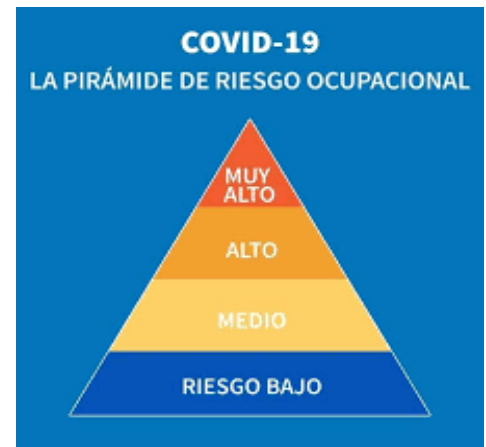 COVID-19
LA PIRÁMIDE DE RIESGO OCUPACIONAL
MUY
ALTO
ALTO
MEDIO
RIESGO BAJO